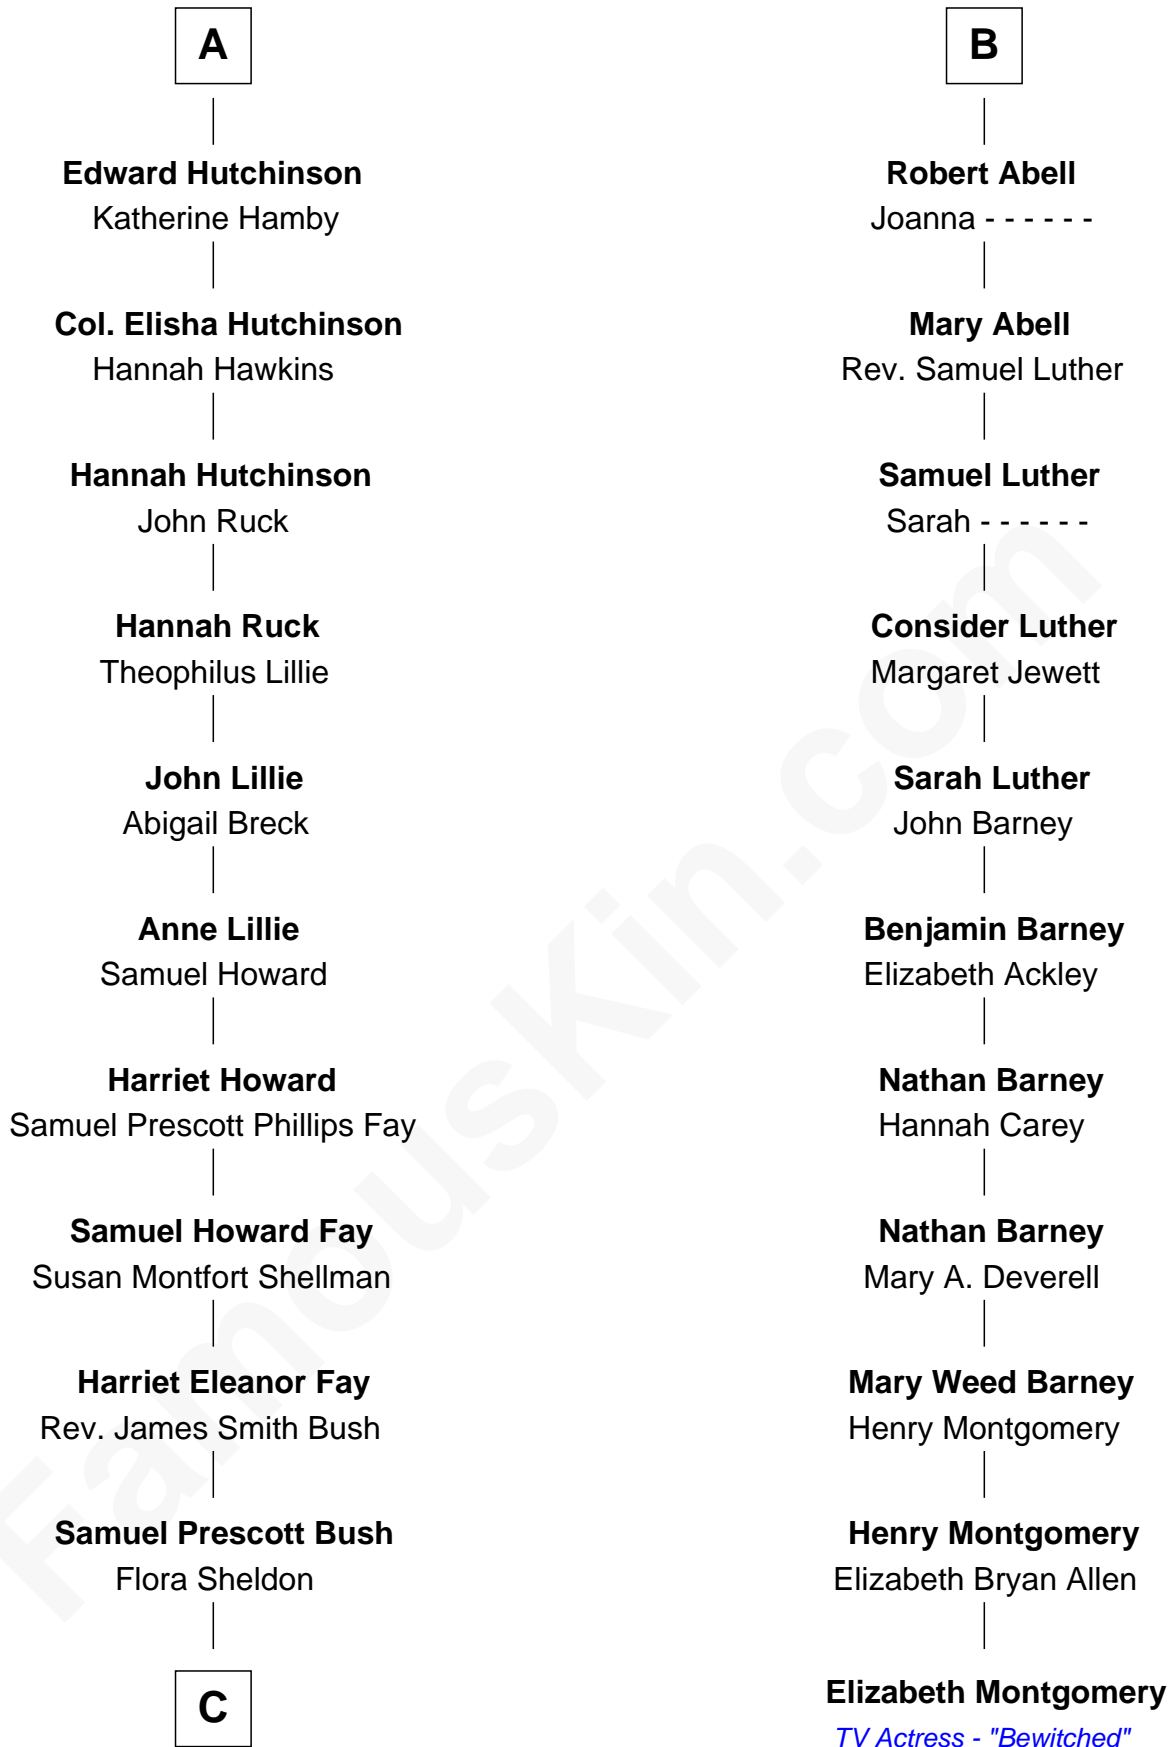 A
Edward Hutchinson
Katherine Hamby
Col. Elisha Hutchinson
Hannah Hawkins
Hannah Hutchinson
John Ruck
Hannah Ruck
Theophilus Lillie
John Lillie
Abigail Breck
Anne Lillie
Samuel Howard
Harriet Howard
Samuel Prescott Phillips Fay
Samuel Howard Fay
Susan Montfort Shellman
Harriet Eleanor Fay
Rev. James Smith Bush
Samuel Prescott Bush
Flora Sheldon
C
B
Robert Abell
Joanna - - - - - -
Mary Abell
Rev. Samuel Luther
Samuel Luther
Sarah - - - - - -
Consider Luther
Margaret Jewett
Sarah Luther
John Barney
Benjamin Barney
Elizabeth Ackley
Nathan Barney
Hannah Carey
Nathan Barney
Mary A. Deverell
Mary Weed Barney
Henry Montgomery
Henry Montgomery
Elizabeth Bryan Allen
Elizabeth Montgomery
TV Actress - "Bewitched"
FamousKin.com